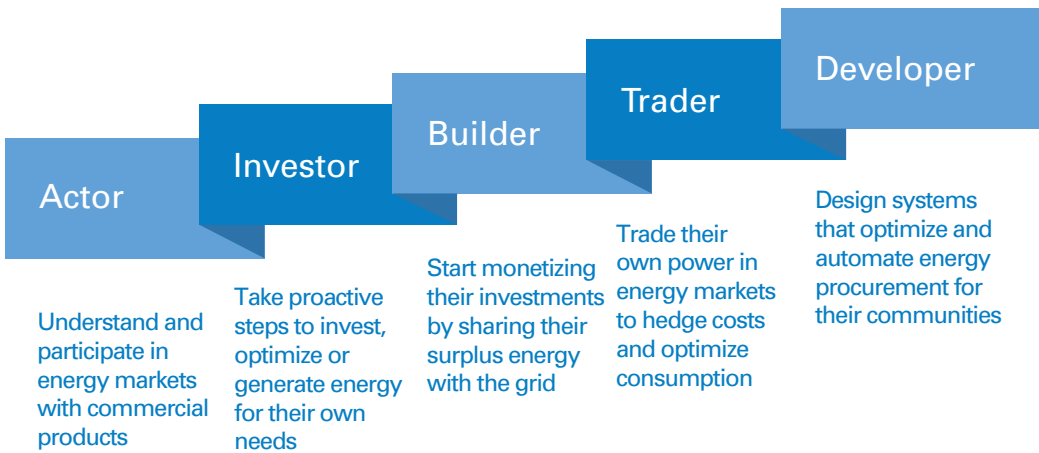 Actor
Understand and
participate in
energy markets
with commercial
products
Investor
Take proactive
steps to invest,
optimize or
generate energy
for their own
needs
Builder
Start monetizing
their investments
by sharing their
surplus energy
with the grid
Trader
Trade their
own power in
energy markets
to hedge costs
and optimize
consumption
Developer
Design systems
that optimize and
automate energy
procurement for
their communities